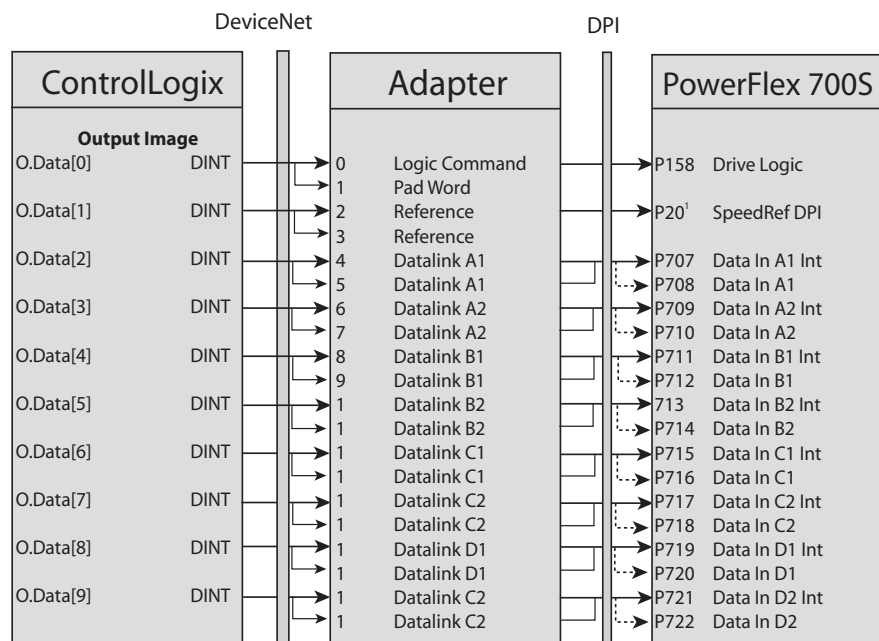 DeviceNet DPI
ControlLogix Adapter PowerFlex 700S
Output Image
O.Data[0] DINT 0 Logic Command P158 Drive Logic
1 Pad Word
O.Data[1] DINT 2 Reference P20¹ SpeedRef DPI
3 Reference
O.Data[2] DINT 4 Datalink A1 P707 Data In A1 Int
5 Datalink A1 P708 Data In A1
O.Data[3] DINT 6 Datalink A2 P709 Data In A2 Int
7 Datalink A2 P710 Data In A2
O.Data[4] DINT 8 Datalink B1 P711 Data In B1 Int
9 Datalink B1 P712 Data In B1
O.Data[5] DINT 1 Datalink B2 713 Data In B2 Int
1 Datalink B2 P714 Data In B2
O.Data[6] DINT 1 Datalink C1 P715 Data In C1 Int
1 Datalink C1 P716 Data In C1
O.Data[7] DINT 1 Datalink C2 P717 Data In C2 Int
1 Datalink C2 P718 Data In C2
O.Data[8] DINT 1 Datalink D1 P719 Data In D1 Int
1 Datalink D1 P720 Data In D1
O.Data[9] DINT 1 Datalink C2 P721 Data In D2 Int
1 Datalink C2 P722 Data In D2